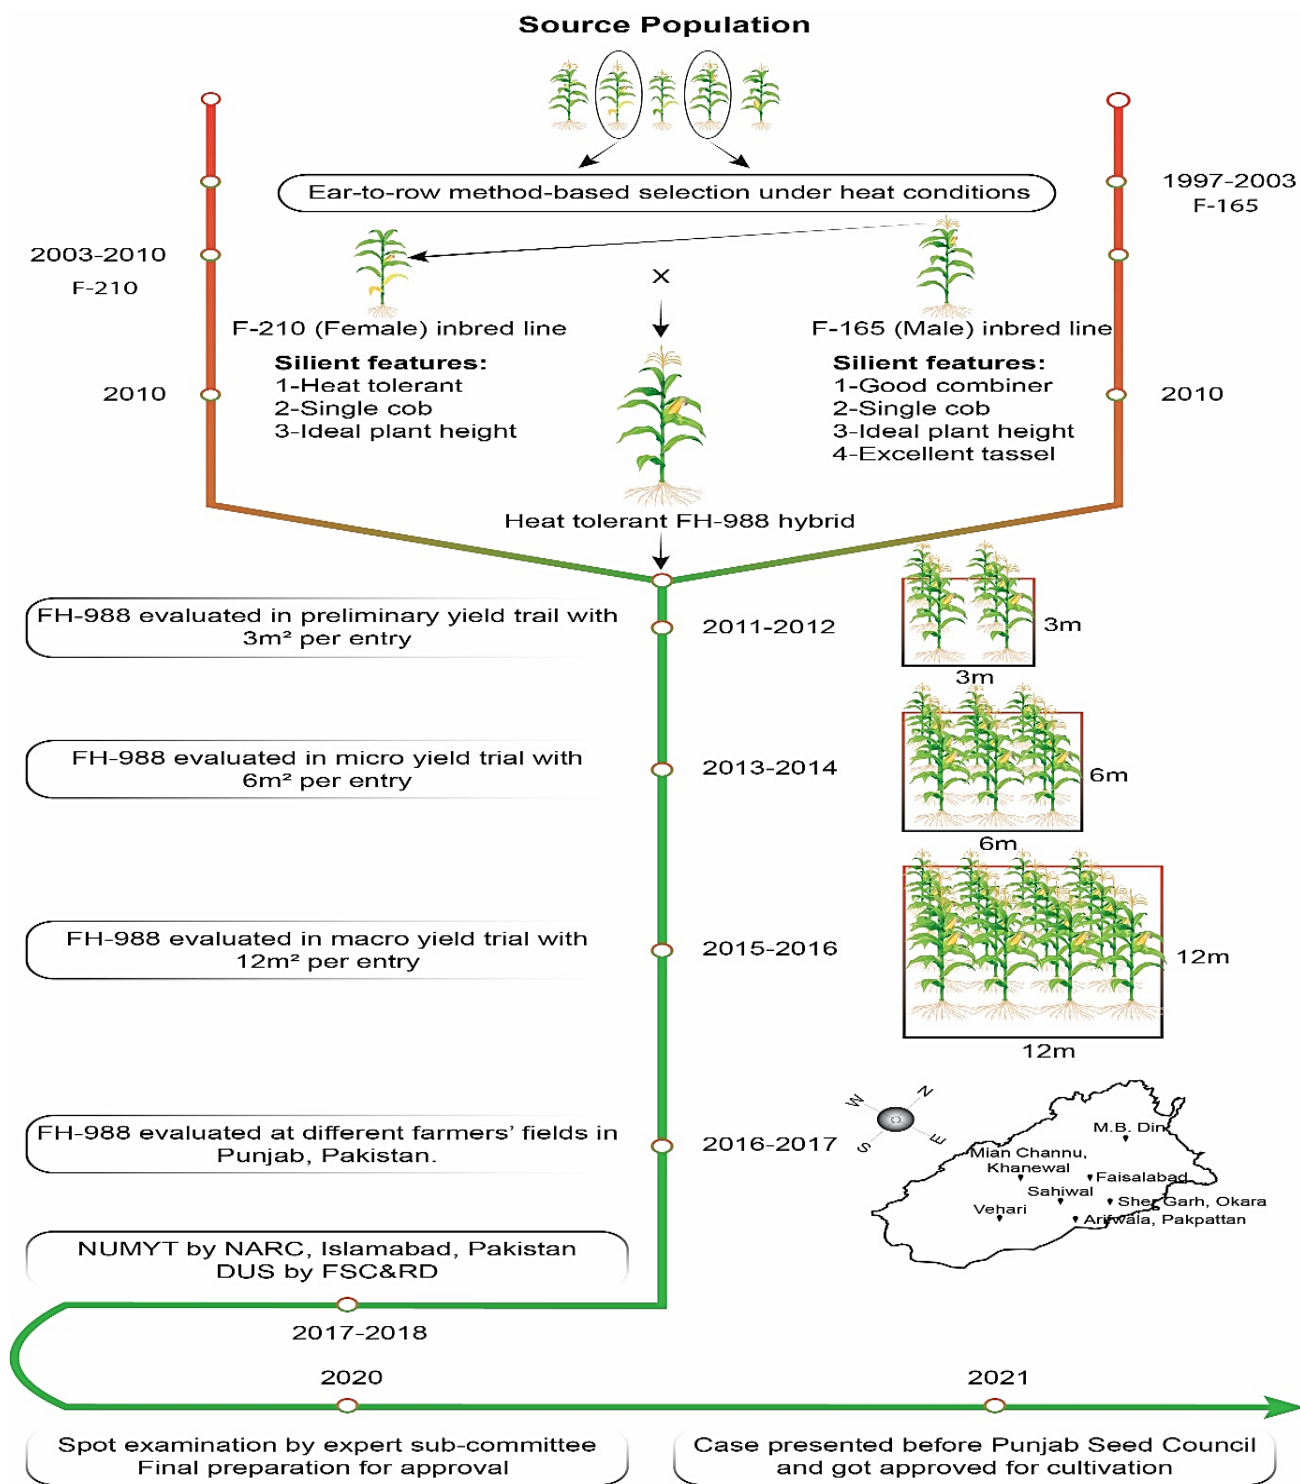 Source Population
Ear-to-row method-based selection under heat conditions
1997-2003
F-165
2003-2010
F-210
X
F-210 (Female) inbred line
F-165 (Male) inbred line
Silient features:
1-Heat tolerant
2-Single cob
3-Ideal plant height
Silient features:
1-Good combiner
2-Single cob
3-Ideal plant height
4-Excellent tassel
2010
2010
Heat tolerant FH-988 hybrid
FH-988 evaluated in preliminary yield trail with
3m² per entry
2011-2012
3m
3m
FH-988 evaluated in micro yield trial with
6m² per entry
2013-2014
6m
6m
FH-988 evaluated in macro yield trial with
12m² per entry
2015-2016
12m
12m
FH-988 evaluated at different farmers' fields in
Punjab, Pakistan.
2016-2017
W
N
S
E
M.B. Din
Mian Channu,
Khanewal
Faisalabad
Sahiwal
Sher Garh, Okara
Vehari
Arifwala, Pakpattan
NUMYT by NARC, Islamabad, Pakistan
DUS by FSC&RD
2017-2018
2020
2021
Spot examination by expert sub-committee
Final preparation for approval
Case presented before Punjab Seed Council
and got approved for cultivation